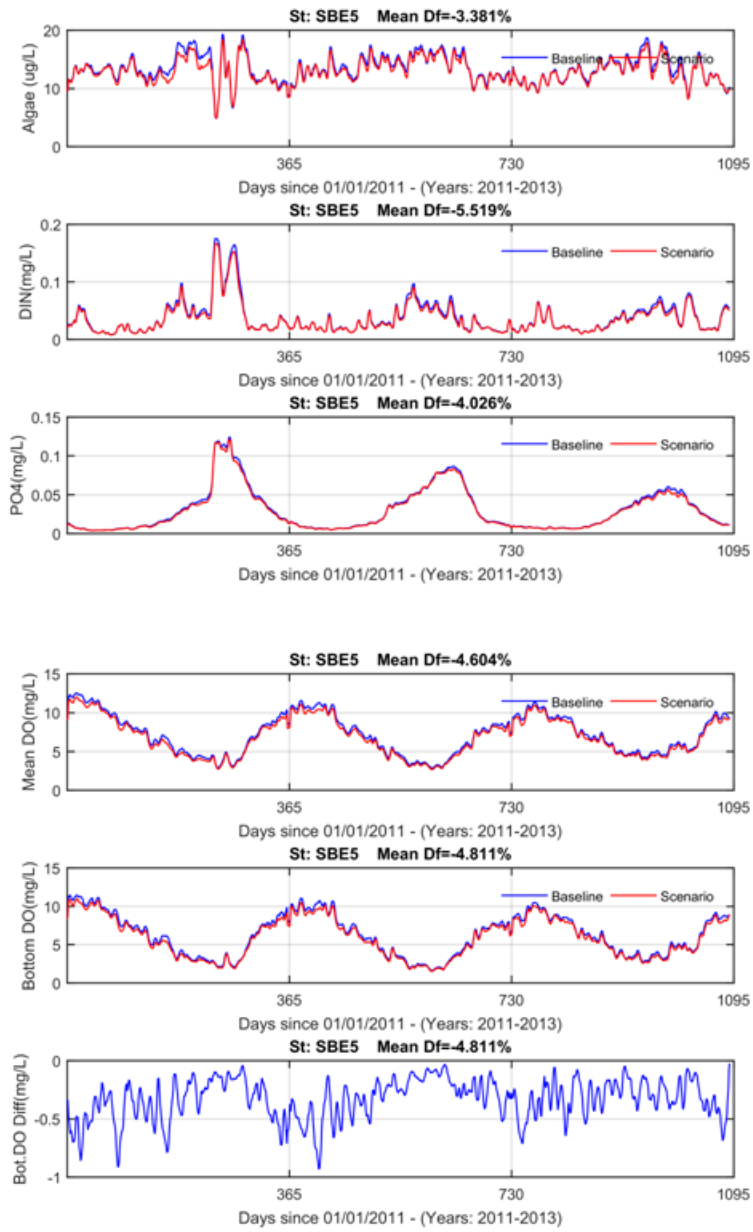 St: SBE5 Mean Df=-3.381%
20
10
0
Algae (ug/L)
Baseline Scenario
365 730 1095
Days since 01/01/2011 - (Years: 2011-2013)
St: SBE5 Mean Df=-5.519%
0.2
0.1
0
DIN(mg/L)
Baseline Scenario
365 730 1095
Days since 01/01/2011 - (Years: 2011-2013)
St: SBE5 Mean Df=-4.026%
0.15
0.1
0.05
0
PO4(mg/L)
Baseline Scenario
365 730 1095
Days since 01/01/2011 - (Years: 2011-2013)
St: SBE5 Mean Df=-4.604%
15
10
5
0
Mean DO(mg/L)
Baseline Scenario
365 730 1095
Days since 01/01/2011 - (Years: 2011-2013)
St: SBE5 Mean Df=-4.811%
15
10
5
0
Bottom DO(mg/L)
Baseline Scenario
365 730 1095
Days since 01/01/2011 - (Years: 2011-2013)
St: SBE5 Mean Df=-4.811%
0
-0.5
-1
Bot.DO Diff(mg/L)
365 730 1095
Days since 01/01/2011 - (Years: 2011-2013)